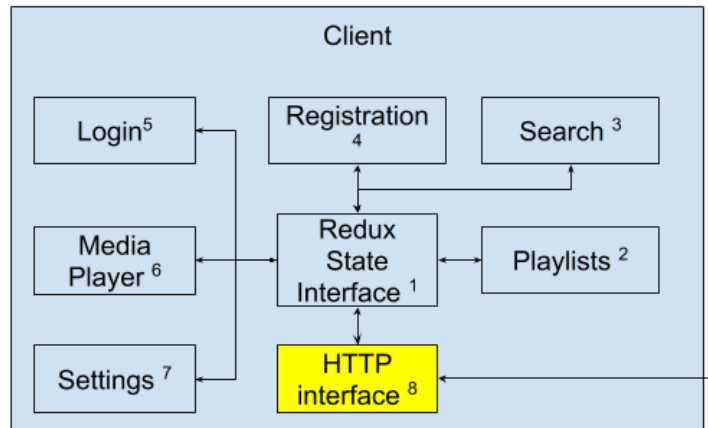 Client
Login⁵
Registration
4
Search ³
Media
Player ⁶
Redux
State
Interface ¹
Playlists ²
Settings ⁷
HTTP
interface ⁸